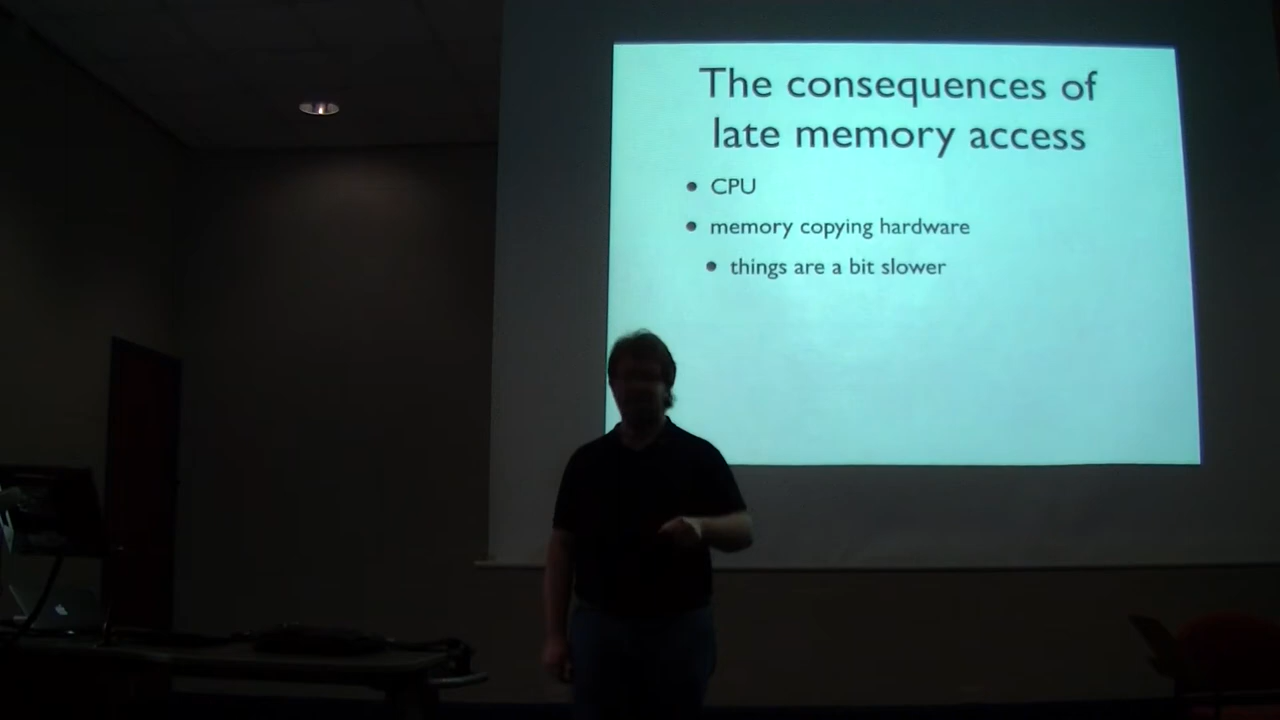 The consequences of
late memory access
CPU
memory copying hardware
things are a bit slower